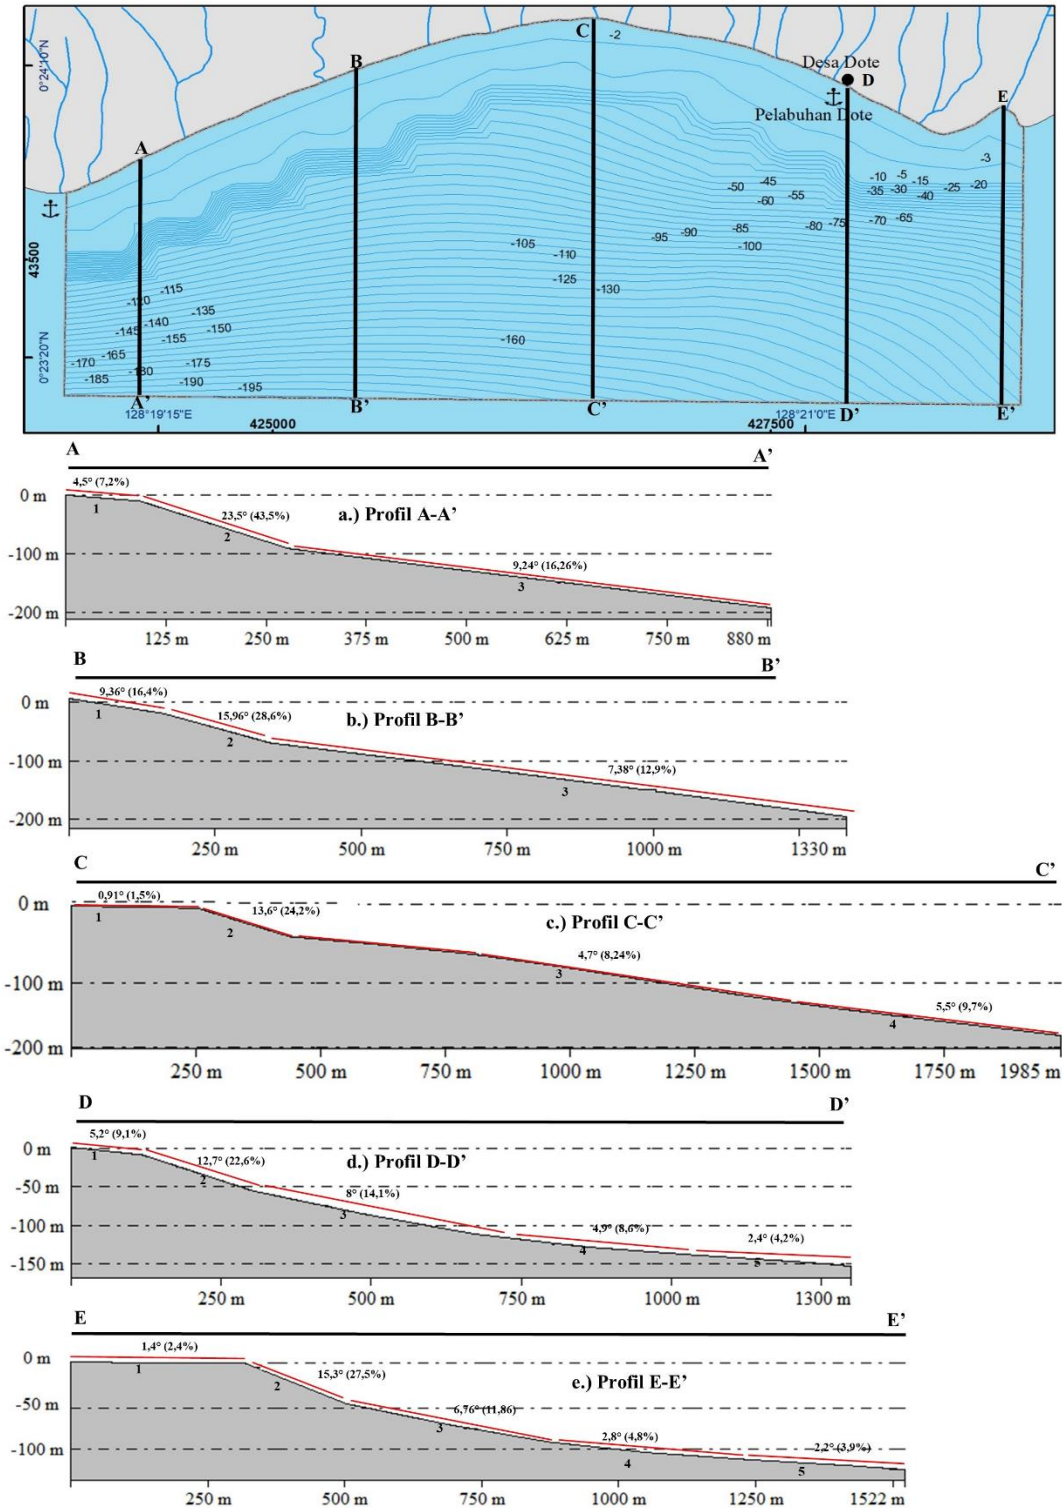 C
-2
Desa Dote
D
B
0°24'10"N
Pelabuhan Dote
E
A
-3
-10 -5 -15
-50 -45
-35 -30 -25 -20
-55 -40
-60
-75 -70 -65
-80
-85
-90
-95
-100
43500
-105
-110
-125
-130
-115
-120
-135
-140
-145
-150
-155
-160
0°23'20"N
-165
-170
-175
-180
-185
-190
-195
A' B' C' D' E'
128°19'15"E 128°21'0"E
425000 427500
A A'
4,5° (7,2%)
0 m
1
23,5° (43,5%)
a.) Profil A-A'
2
-100 m
9,24° (16,26%)
3
-200 m
125 m 250 m 375 m 500 m 625 m 750 m 880 m
B B'
9,36° (16,4%)
0 m
1
15,96° (28,6%)
b.) Profil B-B'
2
-100 m
7,38° (12,9%)
3
-200 m
250 m 500 m 750 m 1000 m 1330 m
C C'
0,91° (1,5%)
0 m
1
13,6° (24,2%)
c.) Profil C-C'
2
4,7° (8,24%)
3
-100 m
5,5° (9,7%)
4
-200 m
250 m 500 m 750 m 1000 m 1250 m 1500 m 1750 m 1985 m
D D'
5,2° (9,1%)
0 m
1
12,7° (22,6%)
d.) Profil D-D'
2
-50 m
8° (14,1%)
3
-100 m
4,9° (8,6%)
4
2,4° (4,2%)
5
-150 m
250 m 500 m 750 m 1000 m 1300 m
E E'
1,4° (2,4%)
0 m
1
15,3° (27,5%)
e.) Profil E-E'
2
-50 m
6,76° (11,86)
3
2,8° (4,8%)
4
2,2° (3,9%)
5
-100 m
250 m 500 m 750 m 1000 m 1250 m 1522 m